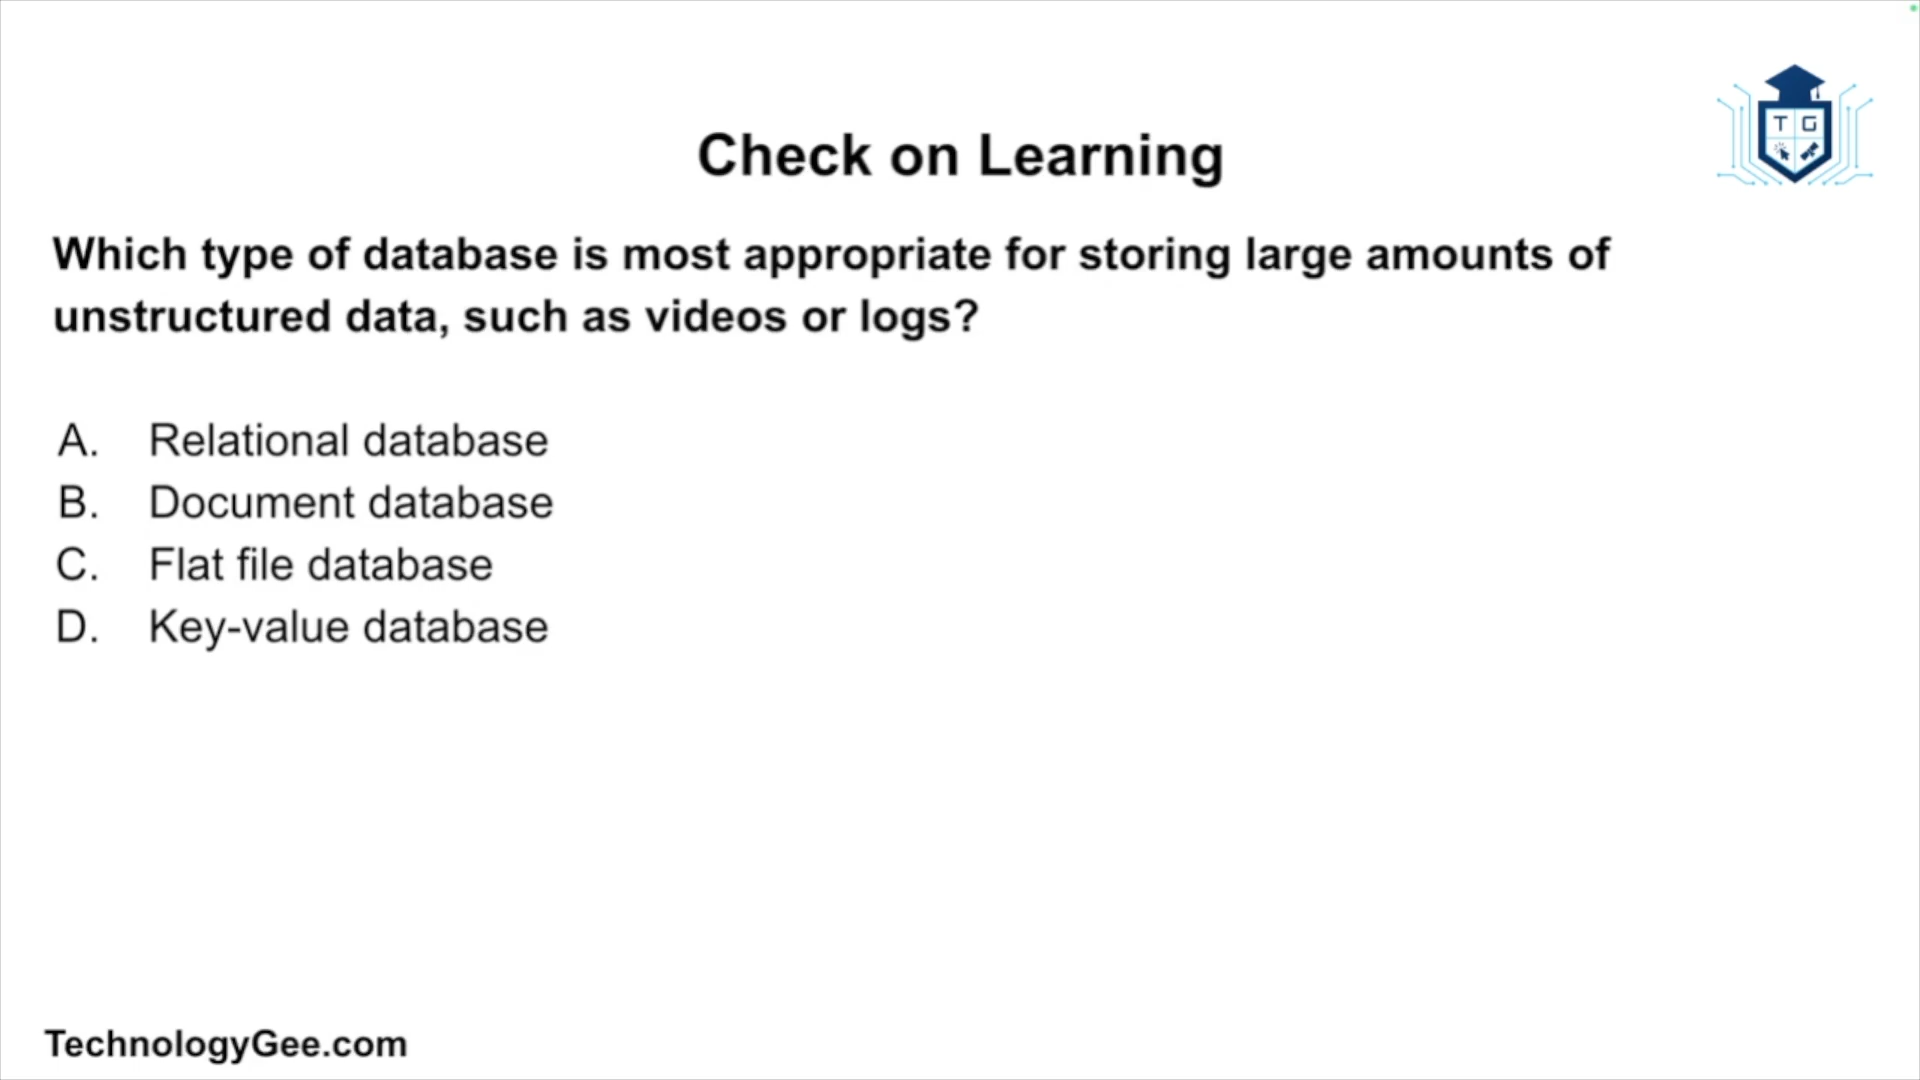 T G
Check on Learning
Which type of database is most appropriate for storing large amounts of
unstructured data, such as videos or logs?
A. Relational database
B. Document database
C. Flat file database
D. Key-value database
TechnologyGee.com